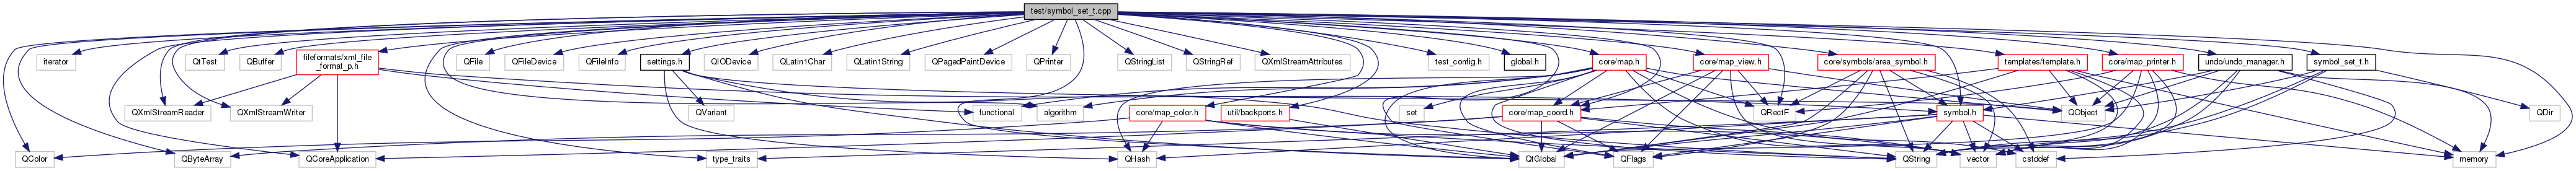 test/symbol_set_t.cpp
iterator
QtTest
QBuffer
fileformats/xml_file
_format_p.h
QFile
QFileDevice
QFileInfo
settings.h
QIODevice
QLatin1Char
QLatin1String
QPagedPaintDevice
QPrinter
QStringList
QStringRef
QXmlStreamAttributes
test_config.h
global.h
core/map.h
core/map_view.h
core/symbols/area_symbol.h
templates/template.h
core/map_printer.h
undo/undo_manager.h
symbol_set_t.h
QXmlStreamReader
QXmlStreamWriter
QVariant
functional
algorithm
core/map_color.h
util/backports.h
set
core/map_coord.h
QRectF
symbol.h
QObject
QDir
QColor
QByteArray
QCoreApplication
type_traits
QHash
QtGlobal
QFlags
QString
vector
cstddef
memory